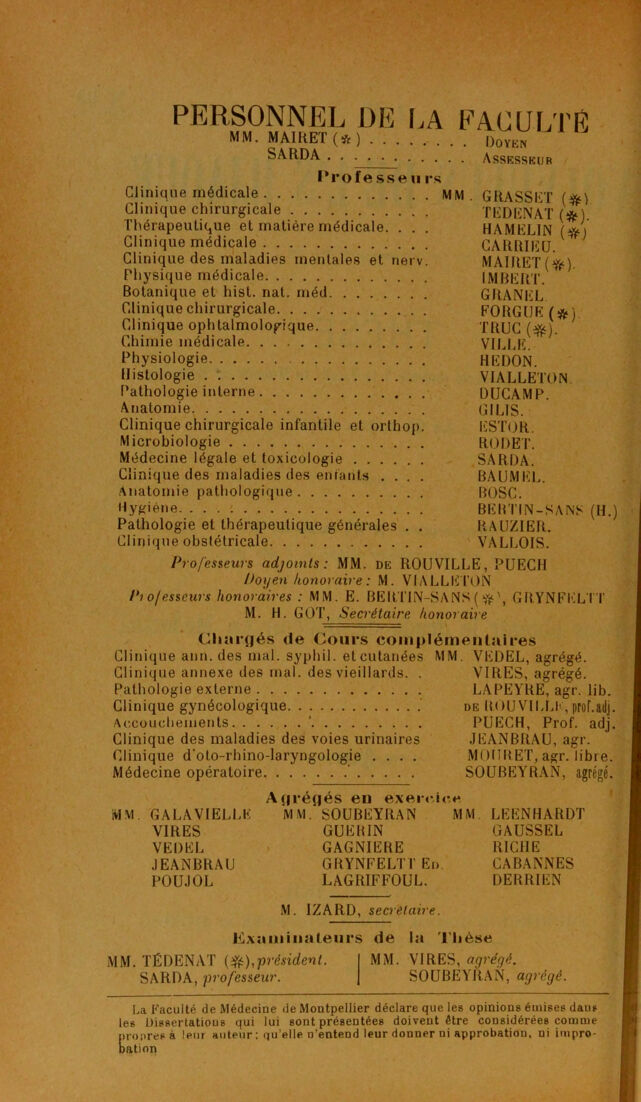 PERSONNEL DE LA FACULTÉ
MM. MAIRET (✻) . . . . . . . . Doyen
SARDA . . . . . . . . . . . Assesseur
Professeurs
Clinique médicale . . . . . . . . . . . . . MM . GRASSET (✻)
Clinique chirurgicale . . . . . . . . . . . TEDENAT (✻).
Thérapeutique et matière médicale. . . . HAMELIN (✻)
Clinique médicale . . . . . . . . . . . . . CARRIEU.
Clinique des maladies mentales et nerv. MAIRET (✻).
Physique médicale. . . . . . . . . . . . . IMBERT.
Botanique et hist. nat. méd. . . . . . . . GRANEL
Clinique chirurgicale. . . . . . . . . . . . FORGUE (✻)
Clinique ophtalmologique. . . . . . . . . TRUC (✻).
Chimie médicale. . . . . . . . . . . . . . VILLE.
Physiologie. . . . . . . . . . . . . . . . . HEDON.
Histologie . . . . . . . . . . . . . . . . . VIALLETON
Pathologie interne . . . . . . . . . . . . . DUCAMP.
Anatomie. . . . . . . . . . . . . . . . . . GILIS.
Clinique chirurgicale infantile et orthop. ESTOR.
Microbiologie . . . . . . . . . . . . . . . RODET.
Médecine légale et toxicologie . . . . . . SARDA.
Clinique des maladies des enfants . . . . BAUMEL.
Anatomie pathologique . . . . . . . . . . BOSC.
Hygiène. . . . . . . . . . . . . . . . . . BERTIN-SANS (H.)
Pathologie et thérapeutique générales . . RAUZIER.
Clinique obstétricale. . . . . . . . . . . . VALLOIS.
Professeurs adjoints : MM. DE ROUVILLE, PUECH
Doyen honoraire : M. VIALLETON
Professeurs honoraires : MM. E. BERTIN-SANS (✻), GRYNFELTT
M. H. GOT, Secrétaire honoraire
Chargés de Cours complémentaires
Clinique ann. des mal. syphil. et cutanées MM. VEDEL, agrégé.
Clinique annexe des mal. des vieillards. . VIRES, agrégé.
Pathologie externe . . . . . . . . . . . . . LAPEYRE, agr. lib.
Clinique gynécologique. . . . . . . . . . . DE ROUVILLE, prof. adj.
Accouchements. . . . . . . . . . . . . . . PUECH, Prof. adj.
Clinique des maladies des voies urinaires JEANBRAU, agr.
Clinique d'oto-rhino-laryngologie . . . . MOURET, agr. libre.
Médecine opératoire. . . . . . . . . . . . SOUBEYRAN, agrégé.
Agrégés en exercice
MM. GALAVIELLE MM. SOUBEYRAN MM. LEENHARDT
VIRES GUERIN GAUSSEL
VEDEL GAGNIERE RICHE
JEANBRAU GRYNFELTT Ed. CABANNES
POUJOL LAGRIFFOUL. DERRIEN
M. IZARD, secrétaire.
Examinateurs de la Thèse
MM. TÉDENAT (✻), président. MM. VIRES, agrégé.
SARDA, professeur. SOUBEYRAN, agrégé.
La Faculté de Médecine de Montpellier déclare que les opinions émises dans
les Dissertations qui lui sont présentées doivent être considérées comme
propres à leur auteur ; qu'elle n'entend leur donner ni approbation, ni impro-
bation